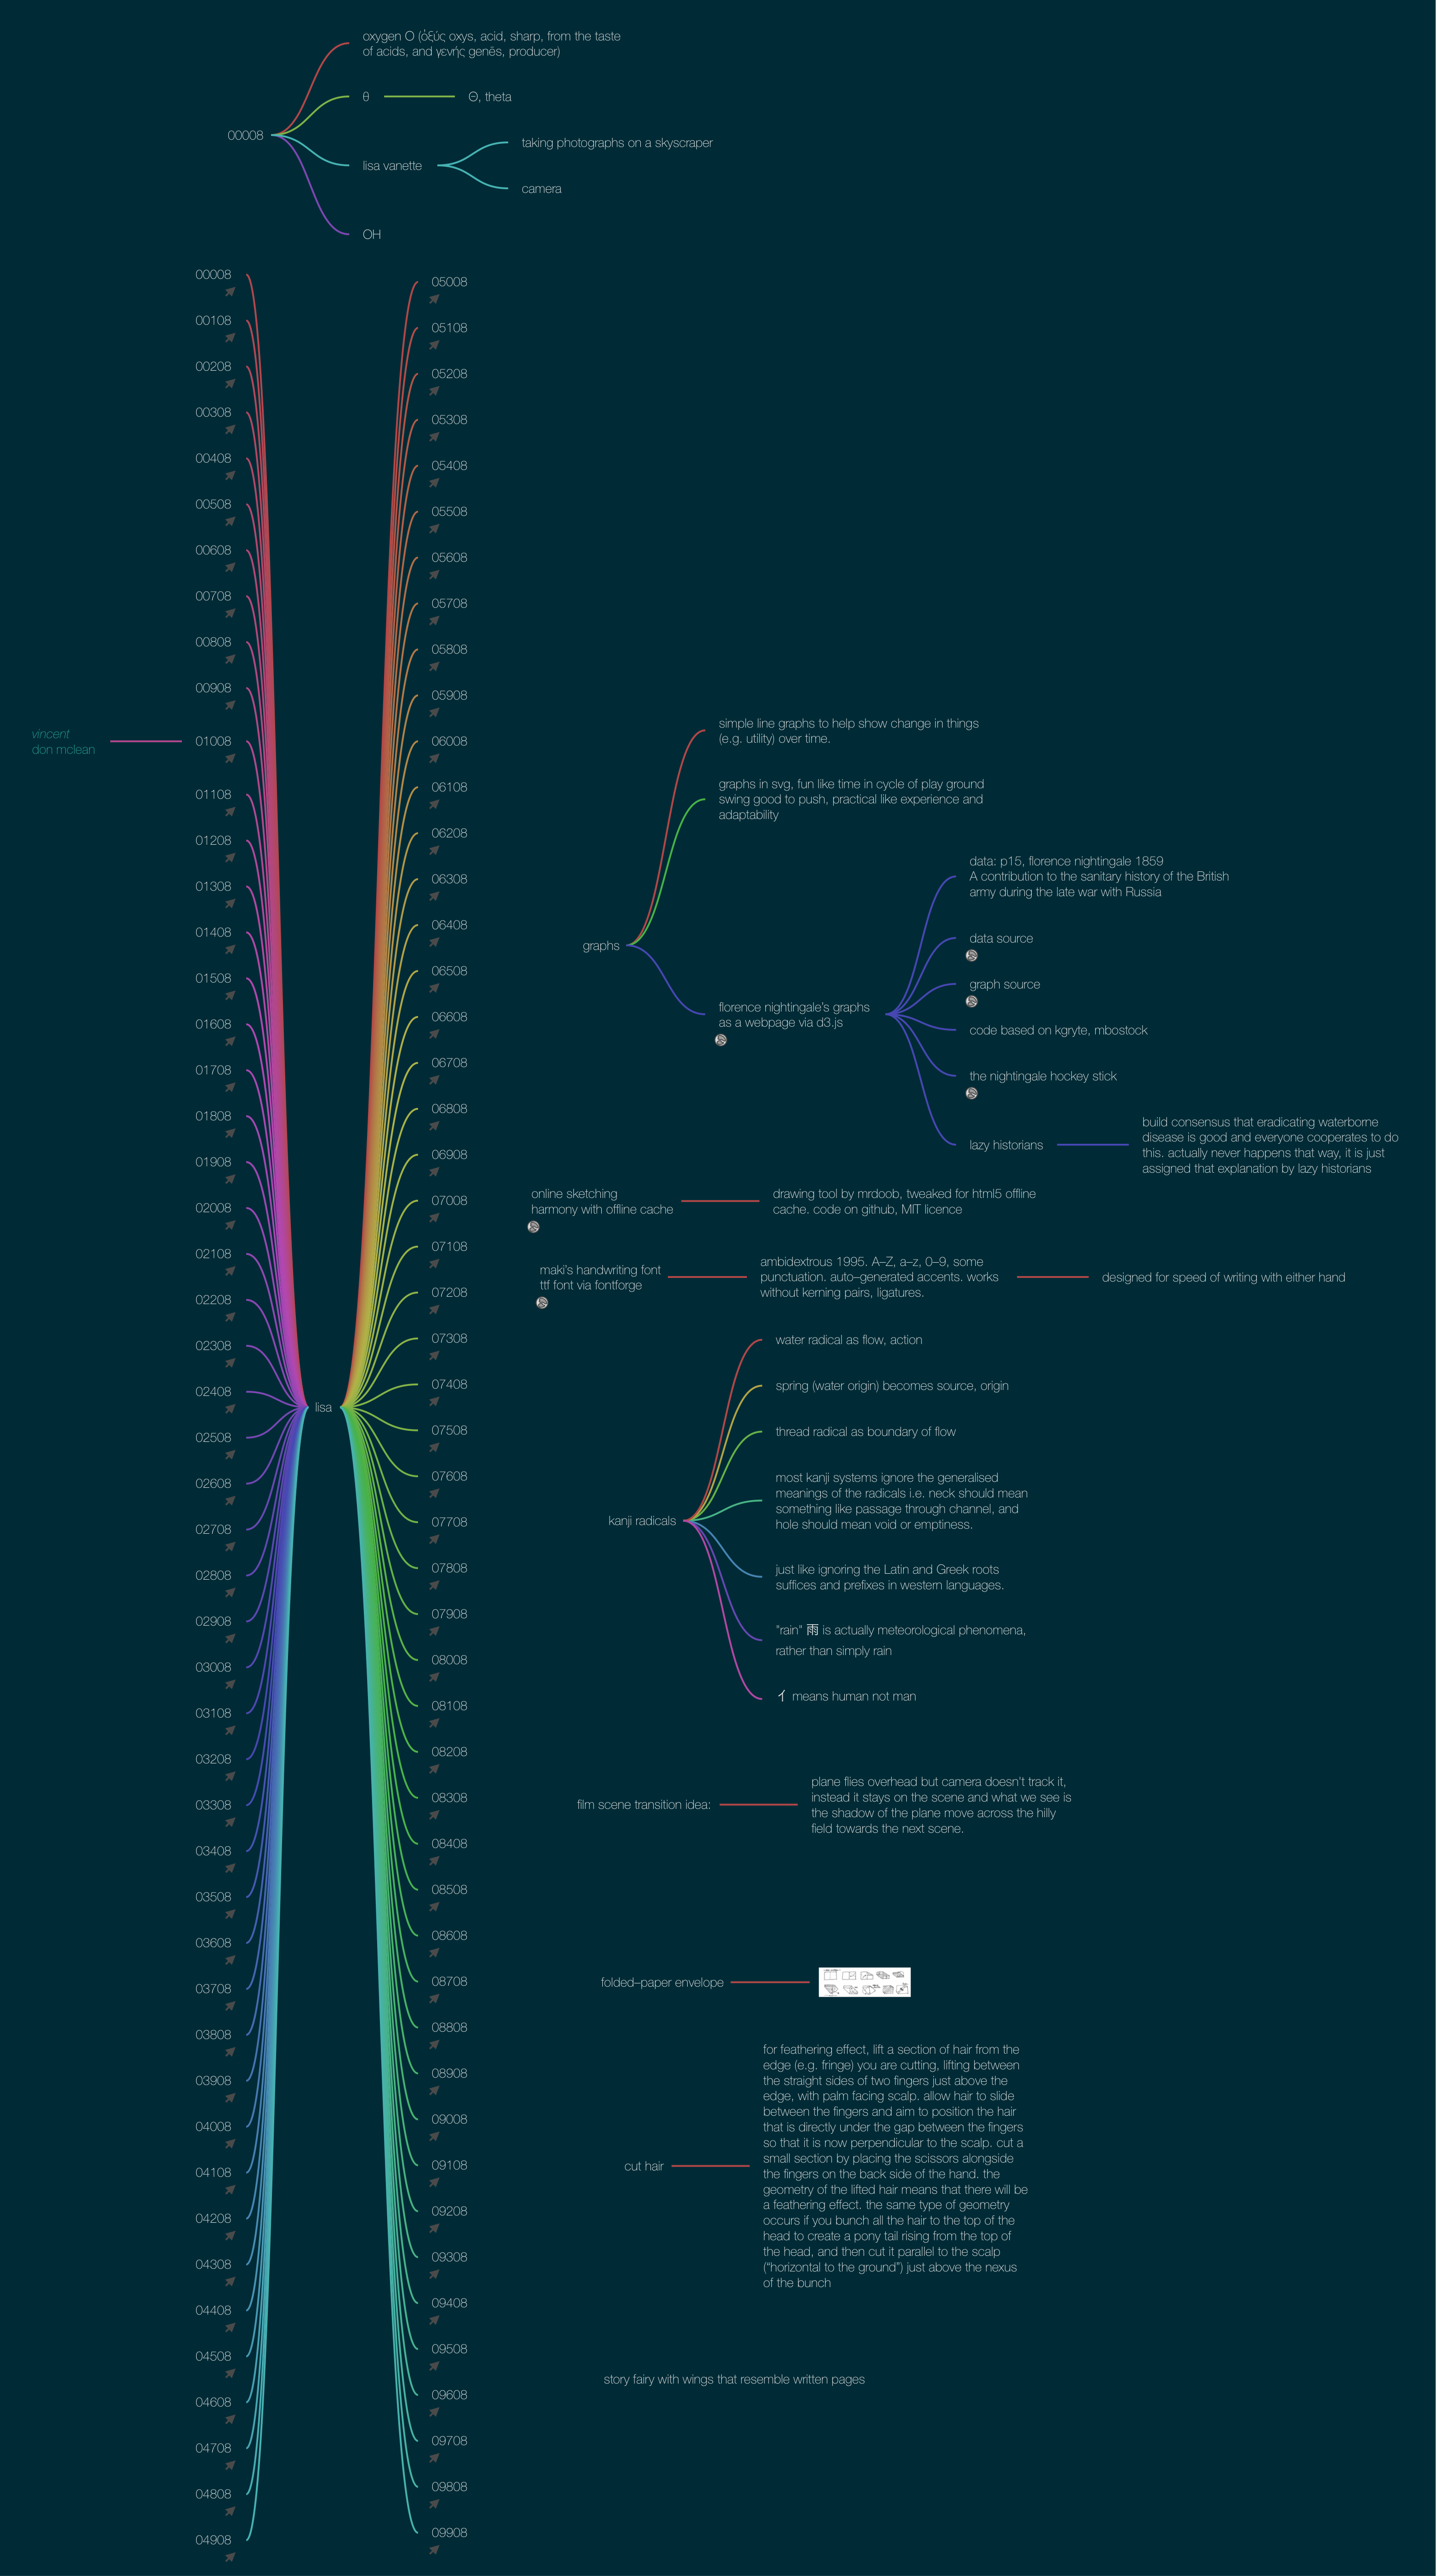 oxygen O (ὀξύς oxys, acid, sharp, from the taste
of acids, and γενής genēs, producer)
θ
Θ, theta
00008
taking photographs on a skyscraper
lisa vanette
camera
OH
00008
00108
00208
00308
00408
00508
00608
00708
00808
00908
vincent
don mclean
01008
01108
01208
01308
01408
01508
01608
01708
01808
01908
02008
02108
02208
02308
02408
02508
02608
02708
02808
02908
03008
03108
03208
03308
03408
03508
03608
03708
03808
03908
04008
04108
04208
04308
04408
04508
04608
04708
04808
04908
lisa
05008
05108
05208
05308
05408
05508
05608
05708
05808
05908
06008
06108
06208
06308
06408
06508
06608
06708
06808
06908
07008
07108
07208
07308
07408
07508
07608
07708
07808
07908
08008
08108
08208
08308
08408
08508
08608
08708
08808
08908
09008
09108
09208
09308
09408
09508
09608
09708
09808
09908
graphs
simple line graphs to help show change in things
(e.g. utility) over time.
graphs in svg, fun like time in cycle of play ground
swing good to push, practical like experience and
adaptability
florence nightingale's graphs
as a webpage via d3.js
data: p15, florence nightingale 1859
A contribution to the sanitary history of the British
army during the late war with Russia
data source
graph source
code based on kgryte, mbostock
the nightingale hockey stick
lazy historians
build consensus that eradicating waterborne
disease is good and everyone cooperates to do
this. actually never happens that way, it is just
assigned that explanation by lazy historians
online sketching
harmony with offline cache
drawing tool by mrdoob, tweaked for html5 offline
cache. code on github, MIT licence
maki's handwriting font
ttf font via fontforge
ambidextrous 1995. A–Z, a–z, 0–9, some
punctuation. auto–generated accents. works
without kerning pairs, ligatures.
designed for speed of writing with either hand
kanji radicals
water radical as flow, action
spring (water origin) becomes source, origin
thread radical as boundary of flow
most kanji systems ignore the generalised
meanings of the radicals i.e. neck should mean
something like passage through channel, and
hole should mean void or emptiness.
just like ignoring the Latin and Greek roots
suffices and prefixes in western languages.
"rain" 雨 is actually meteorological phenomena,
rather than simply rain
イ means human not man
film scene transition idea:
plane flies overhead but camera doesn't track it,
instead it stays on the scene and what we see is
the shadow of the plane move across the hilly
field towards the next scene.
folded–paper envelope
cut hair
for feathering effect, lift a section of hair from the
edge (e.g. fringe) you are cutting, lifting between
the straight sides of two fingers just above the
edge, with palm facing scalp. allow hair to slide
between the fingers and aim to position the hair
that is directly under the gap between the fingers
so that it is now perpendicular to the scalp. cut a
small section by placing the scissors alongside
the fingers on the back side of the hand. the
geometry of the lifted hair means that there will be
a feathering effect. the same type of geometry
occurs if you bunch all the hair to the top of the
head to create a pony tail rising from the top of
the head, and then cut it parallel to the scalp
("horizontal to the ground") just above the nexus
of the bunch
story fairy with wings that resemble written pages